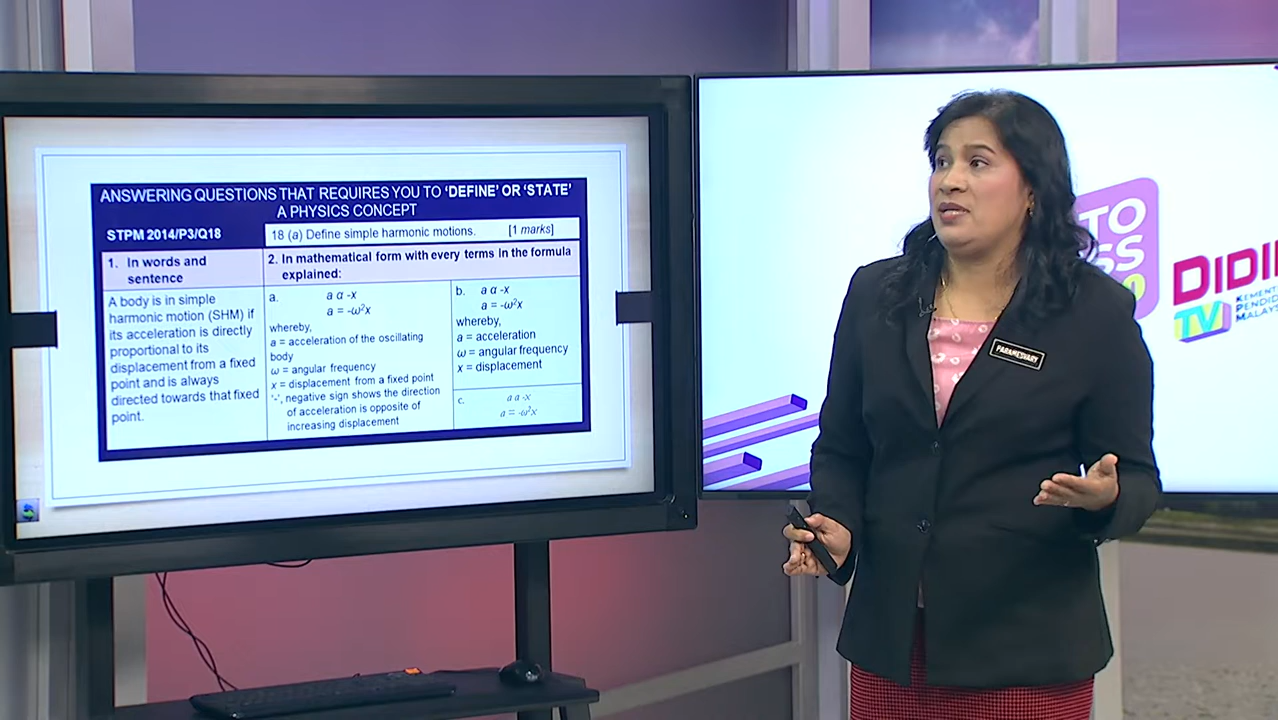 ANSWERING QUESTIONS THAT REQUIRES YOU TO 'DEFINE' OR 'STATE'
A PHYSICS CONCEPT
STPM 2014/P3/Q18
18 (a) Define simple harmonic motions. [1 marks]
1. In words and
sentence
2. In mathematical form with every terms in the formula
explained:
A body is in simple
harmonic motion (SHM) if
its acceleration is directly
proportional to its
displacement from a fixed
point and is always
directed towards that fixed
point.
a. a α -x
a = -ω²x
whereby,
a = acceleration of the oscillating
body
ω = angular frequency
x = displacement from a fixed point
'-', negative sign shows the direction
of acceleration is opposite of
increasing displacement
b. a α -x
a = -ω²x
whereby,
a = acceleration
ω = angular frequency
x = displacement
c. a α -x
a = -ω²x
TO
SS
DIDI
TV
PARAMESVARY